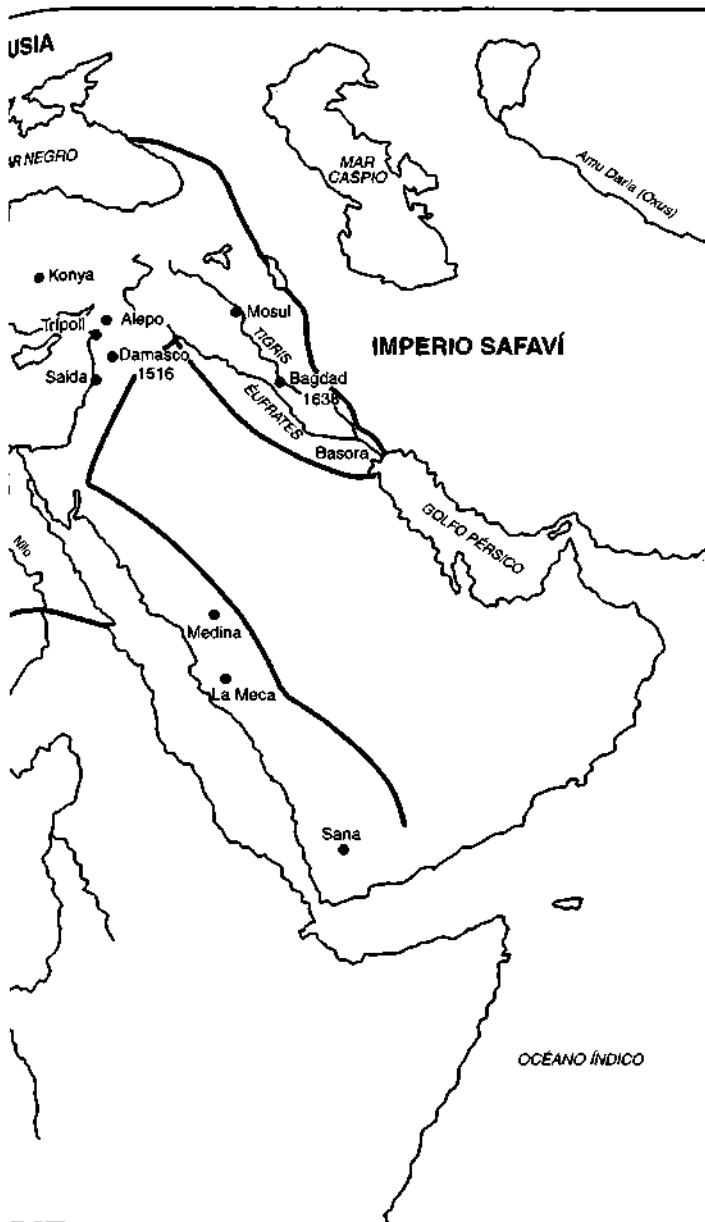 USIA
AR NEGRO
MAR
CASPIO
Amu Daria (Oxus)
Konya
Mosul
Alepo
Trípoli
TIGRIS
IMPERIO SAFAVÍ
Damasco
1516
Saida
Bagdad
1638
ÉUFRATES
Basora
GOLFO PÉRSICO
Nilo
Medina
La Meca
Sana
OCÉANO ÍNDICO